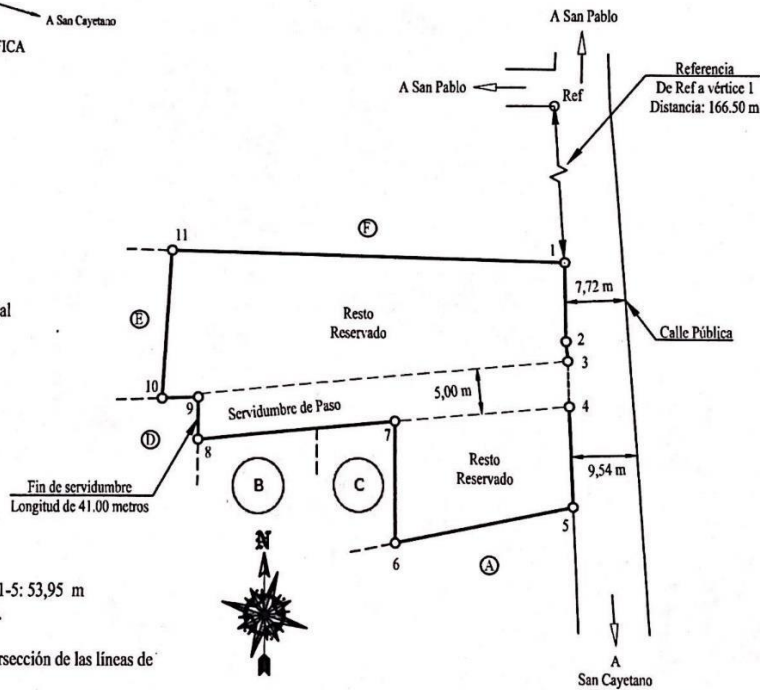 A San Cayetano
FICA
A San Pablo
A San Pablo
Ref
Referencia
De Ref a vértice 1
Distancia: 166.50 m
11
F
1
7,72 m
al
E
Resto
Reservado
Calle Pública
2
3
10
9
5,00 m
Servidumbre de Paso
4
7
D
8
Resto
Reservado
9,54 m
Fin de servidumbre
Longitud de 41.00 metros
B
C
5
6
A
N
1-5: 53,95 m
rsección de las líneas de
A
San Cayetano